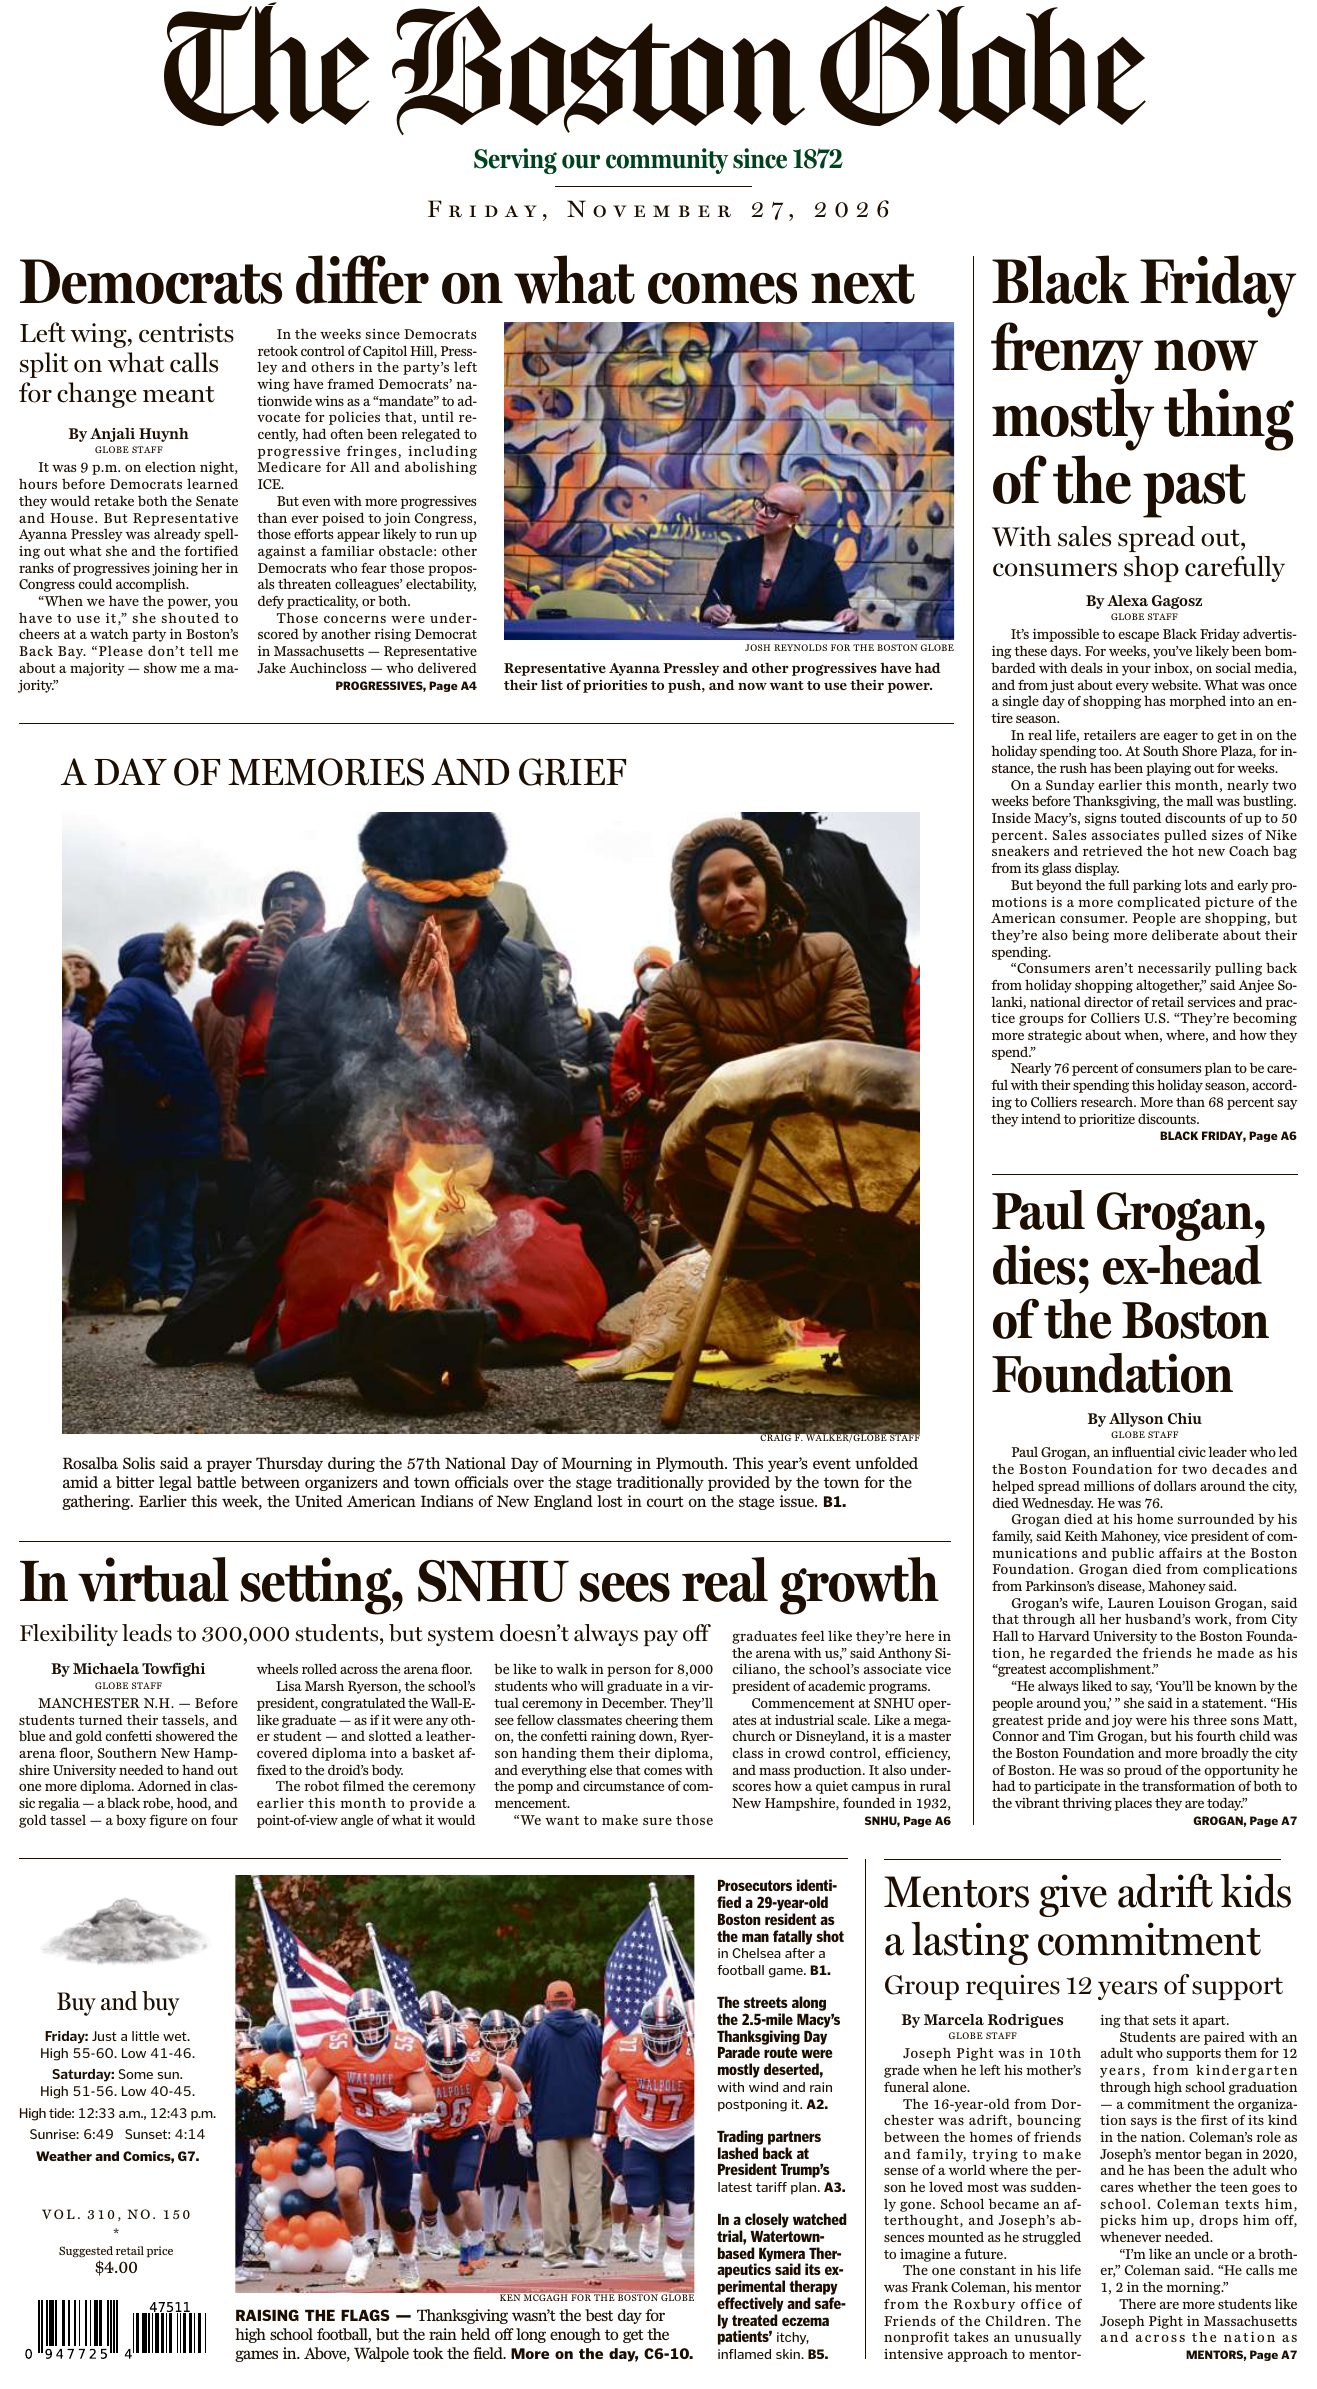 The Boston Globe
Serving our community since 1872
FRIDAY, NOVEMBER 27, 2026
Democrats differ on what comes next
Left wing, centrists
split on what calls
for change meant
By Anjali Huynh
GLOBE STAFF
It was 9 p.m. on election night,
hours before Democrats learned
they would retake both the Senate
and House. But Representative
Ayanna Pressley was already spell-
ing out what she and the fortified
ranks of progressives joining her in
Congress could accomplish.
“When we have the power, you
have to use it,” she shouted to
cheers at a watch party in Boston’s
Back Bay. “Please don’t tell me
about a majority — show me a ma-
jority.”
In the weeks since Democrats
retook control of Capitol Hill, Press-
ley and others in the party’s left
wing have framed Democrats’ na-
tionwide wins as a “mandate” to ad-
vocate for policies that, until re-
cently, had often been relegated to
progressive fringes, including
Medicare for All and abolishing
ICE.
But even with more progressives
than ever poised to join Congress,
those efforts appear likely to run up
against a familiar obstacle: other
Democrats who fear those propos-
als threaten colleagues’ electability,
defy practicality, or both.
Those concerns were under-
scored by another rising Democrat
in Massachusetts — Representative
Jake Auchincloss — who delivered
PROGRESSIVES, Page A4
JOSH REYNOLDS FOR THE BOSTON GLOBE
Representative Ayanna Pressley and other progressives have had
their list of priorities to push, and now want to use their power.
Black Friday
frenzy now
mostly thing
of the past
With sales spread out,
consumers shop carefully
By Alexa Gagosz
GLOBE STAFF
It’s impossible to escape Black Friday advertis-
ing these days. For weeks, you’ve likely been bom-
barded with deals in your inbox, on social media,
and from just about every website. What was once
a single day of shopping has morphed into an en-
tire season.
In real life, retailers are eager to get in on the
holiday spending too. At South Shore Plaza, for in-
stance, the rush has been playing out for weeks.
On a Sunday earlier this month, nearly two
weeks before Thanksgiving, the mall was bustling.
Inside Macy’s, signs touted discounts of up to 50
percent. Sales associates pulled sizes of Nike
sneakers and retrieved the hot new Coach bag
from its glass display.
But beyond the full parking lots and early pro-
motions is a more complicated picture of the
American consumer. People are shopping, but
they’re also being more deliberate about their
spending.
“Consumers aren’t necessarily pulling back
from holiday shopping altogether,” said Anjee So-
lanki, national director of retail services and prac-
tice groups for Colliers U.S. “They’re becoming
more strategic about when, where, and how they
spend.”
Nearly 76 percent of consumers plan to be care-
ful with their spending this holiday season, accord-
ing to Colliers research. More than 68 percent say
they intend to prioritize discounts.
BLACK FRIDAY, Page A6
A DAY OF MEMORIES AND GRIEF
CRAIG F. WALKER/GLOBE STAFF
Rosalba Solis said a prayer Thursday during the 57th National Day of Mourning in Plymouth. This year’s event unfolded
amid a bitter legal battle between organizers and town officials over the stage traditionally provided by the town for the
gathering. Earlier this week, the United American Indians of New England lost in court on the stage issue. B1.
Paul Grogan,
dies; ex-head
of the Boston
Foundation
By Allyson Chiu
GLOBE STAFF
Paul Grogan, an influential civic leader who led
the Boston Foundation for two decades and
helped spread millions of dollars around the city,
died Wednesday. He was 76.
Grogan died at his home surrounded by his
family, said Keith Mahoney, vice president of com-
munications and public affairs at the Boston
Foundation. Grogan died from complications
from Parkinson’s disease, Mahoney said.
Grogan’s wife, Lauren Louison Grogan, said
that through all her husband’s work, from City
Hall to Harvard University to the Boston Founda-
tion, he regarded the friends he made as his
“greatest accomplishment.”
“He always liked to say, ‘You’ll be known by the
people around you,’ ” she said in a statement. “His
greatest pride and joy were his three sons Matt,
Connor and Tim Grogan, but his fourth child was
the Boston Foundation and more broadly the city
of Boston. He was so proud of the opportunity he
had to participate in the transformation of both to
the vibrant thriving places they are today.”
GROGAN, Page A7
In virtual setting, SNHU sees real growth
Flexibility leads to 300,000 students, but system doesn’t always pay off
By Michaela Towfighi
GLOBE STAFF
MANCHESTER N.H. — Before
students turned their tassels, and
blue and gold confetti showered the
arena floor, Southern New Hamp-
shire University needed to hand out
one more diploma. Adorned in clas-
sic regalia — a black robe, hood, and
gold tassel — a boxy figure on four
wheels rolled across the arena floor.
Lisa Marsh Ryerson, the school’s
president, congratulated the Wall-E-
like graduate — as if it were any oth-
er student — and slotted a leather-
covered diploma into a basket af-
fixed to the droid’s body.
The robot filmed the ceremony
earlier this month to provide a
point-of-view angle of what it would
be like to walk in person for 8,000
students who will graduate in a vir-
tual ceremony in December. They’ll
see fellow classmates cheering them
on, the confetti raining down, Ryer-
son handing them their diploma,
and everything else that comes with
the pomp and circumstance of com-
mencement.
“We want to make sure those
graduates feel like they’re here in
the arena with us,” said Anthony Si-
ciliano, the school’s associate vice
president of academic programs.
Commencement at SNHU oper-
ates at industrial scale. Like a mega-
church or Disneyland, it is a master
class in crowd control, efficiency,
and mass production. It also under-
scores how a quiet campus in rural
New Hampshire, founded in 1932,
SNHU, Page A6
Buy and buy
Friday: Just a little wet.
High 55-60. Low 41-46.
Saturday: Some sun.
High 51-56. Low 40-45.
High tide: 12:33 a.m., 12:43 p.m.
Sunrise: 6:49 Sunset: 4:14
Weather and Comics, G7.
VOL. 310, NO. 150
*
Suggested retail price
$4.00
47511
0 947725 4
55 55
WALPOLE
55
WALPOLE
28
77
WALPOLE
77
KEN MCGAGH FOR THE BOSTON GLOBE
RAISING THE FLAGS — Thanksgiving wasn’t the best day for
high school football, but the rain held off long enough to get the
games in. Above, Walpole took the field. More on the day, C6-10.
Prosecutors identi-
fied a 29-year-old
Boston resident as
the man fatally shot
in Chelsea after a
football game. B1.
The streets along
the 2.5-mile Macy’s
Thanksgiving Day
Parade route were
mostly deserted,
with wind and rain
postponing it. A2.
Trading partners
lashed back at
President Trump’s
latest tariff plan. A3.
In a closely watched
trial, Watertown-
based Kymera Ther-
apeutics said its ex-
perimental therapy
effectively and safe-
ly treated eczema
patients’ itchy,
inflamed skin. B5.
Mentors give adrift kids
a lasting commitment
Group requires 12 years of support
By Marcela Rodrigues
GLOBE STAFF
Joseph Pight was in 10th
grade when he left his mother’s
funeral alone.
The 16-year-old from Dor-
chester was adrift, bouncing
between the homes of friends
and family, trying to make
sense of a world where the per-
son he loved most was sudden-
ly gone. School became an af-
terthought, and Joseph’s ab-
sences mounted as he struggled
to imagine a future.
The one constant in his life
was Frank Coleman, his mentor
from the Roxbury office of
Friends of the Children. The
nonprofit takes an unusually
intensive approach to mentor-
ing that sets it apart.
Students are paired with an
adult who supports them for 12
years, from kindergarten
through high school graduation
— a commitment the organiza-
tion says is the first of its kind
in the nation. Coleman’s role as
Joseph’s mentor began in 2020,
and he has been the adult who
cares whether the teen goes to
school. Coleman texts him,
picks him up, drops him off,
whenever needed.
“I’m like an uncle or a broth-
er,” Coleman said. “He calls me
1, 2 in the morning.”
There are more students like
Joseph Pight in Massachusetts
and across the nation as
MENTORS, Page A7